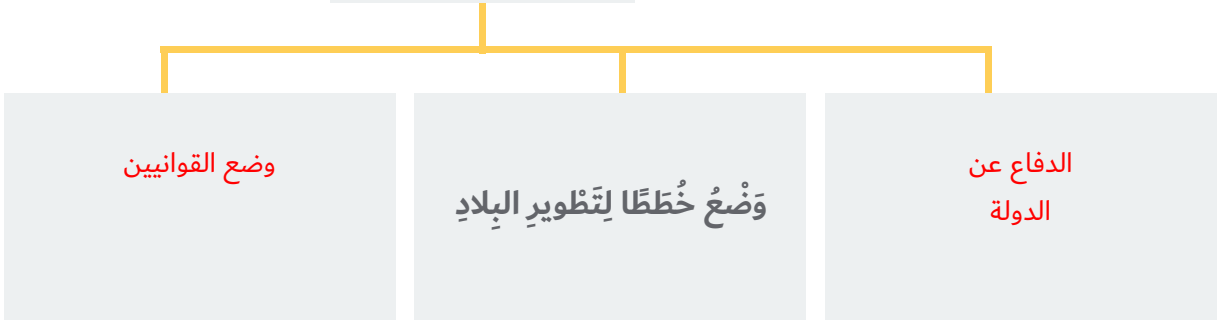 الدفاع عن
الدولة
وَضْعُ خُطَطًا لِتَطْويرِ البِلادِ
وضع القوانيين